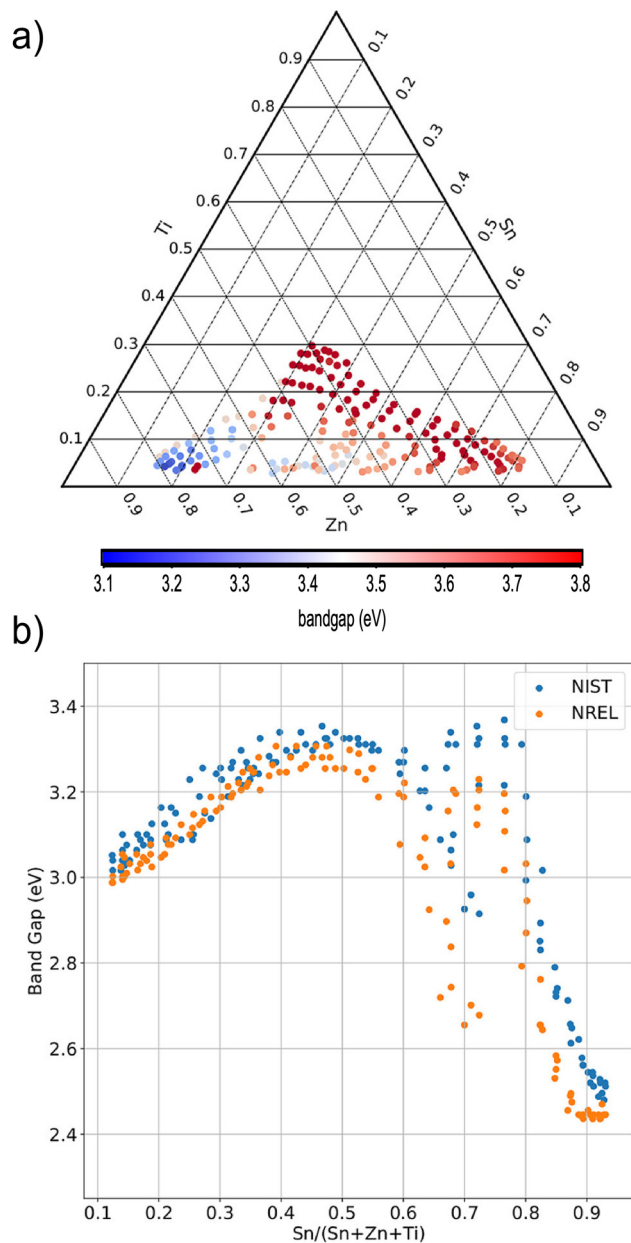 a)
0.1
0.9
0.2
0.8
0.3
0.7
0.4
0.6
Ti
0.5 Sn
0.5
0.6
0.4
0.7
0.3
0.8
0.2
0.9
0.1
0.9 0.8 0.7 0.6 0.5 0.4 0.3 0.2 0.1
Zn
3.1 3.2 3.3 3.4 3.5 3.6 3.7 3.8
bandgap (eV)
b)
NIST
NREL
3.4
3.2
3.0
2.8
2.6
2.4
Band Gap (eV)
0.1 0.2 0.3 0.4 0.5 0.6 0.7 0.8 0.9
Sn/(Sn+Zn+Ti)